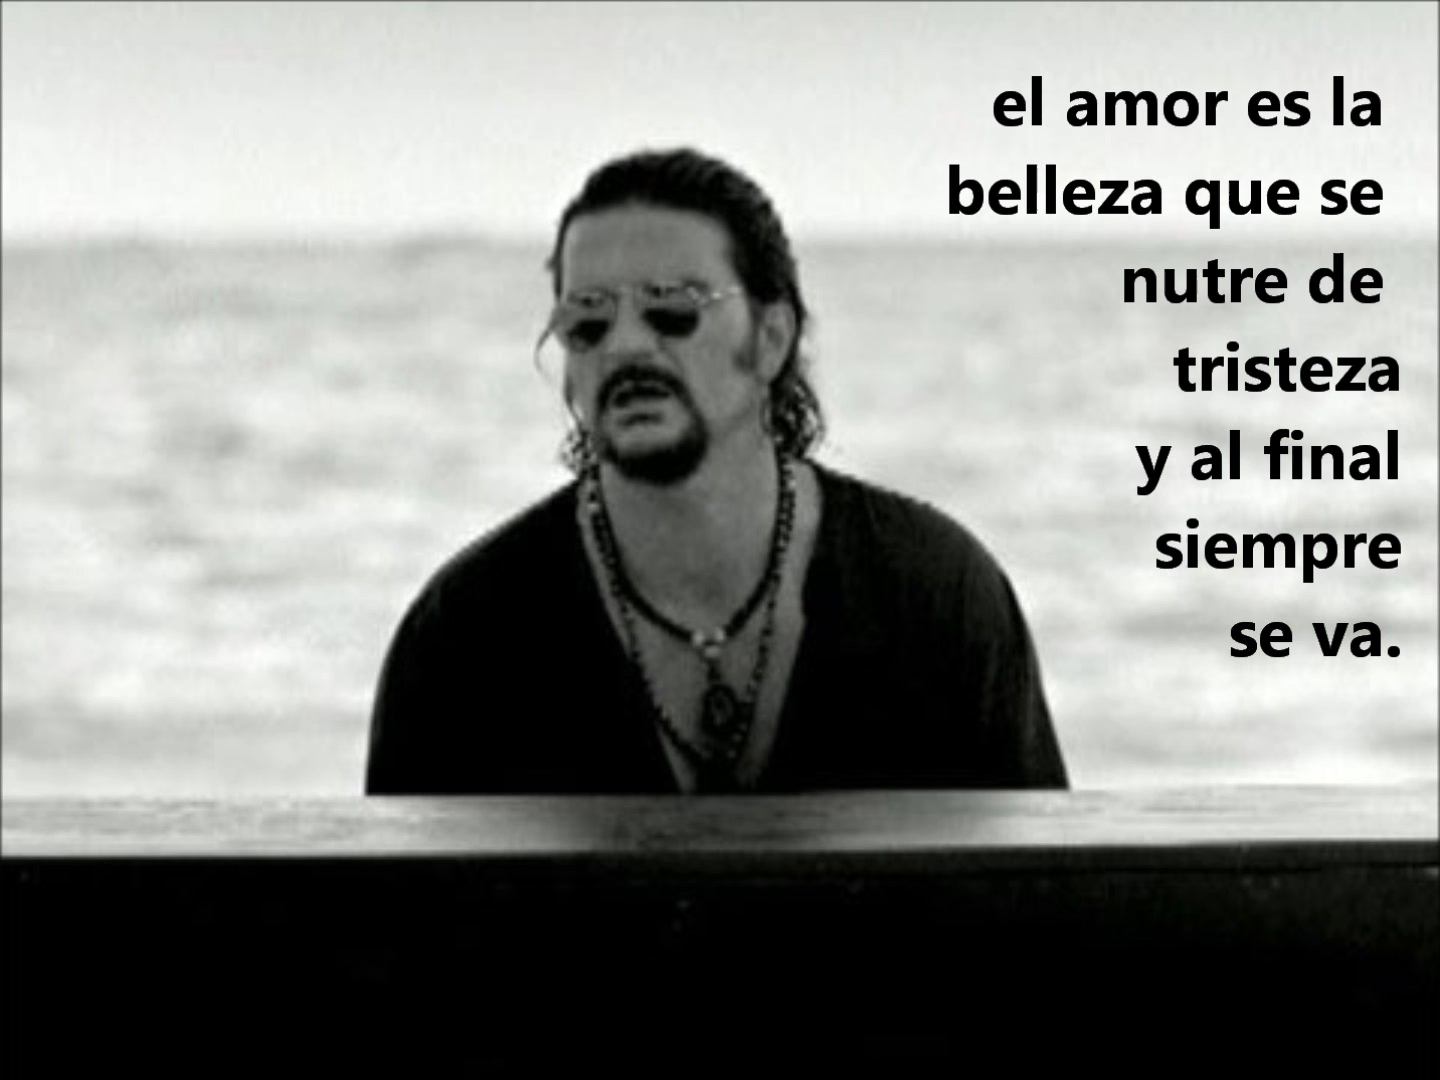 el amor es la
belleza que se
nutre de
tristeza
y al final
siempre
se va.